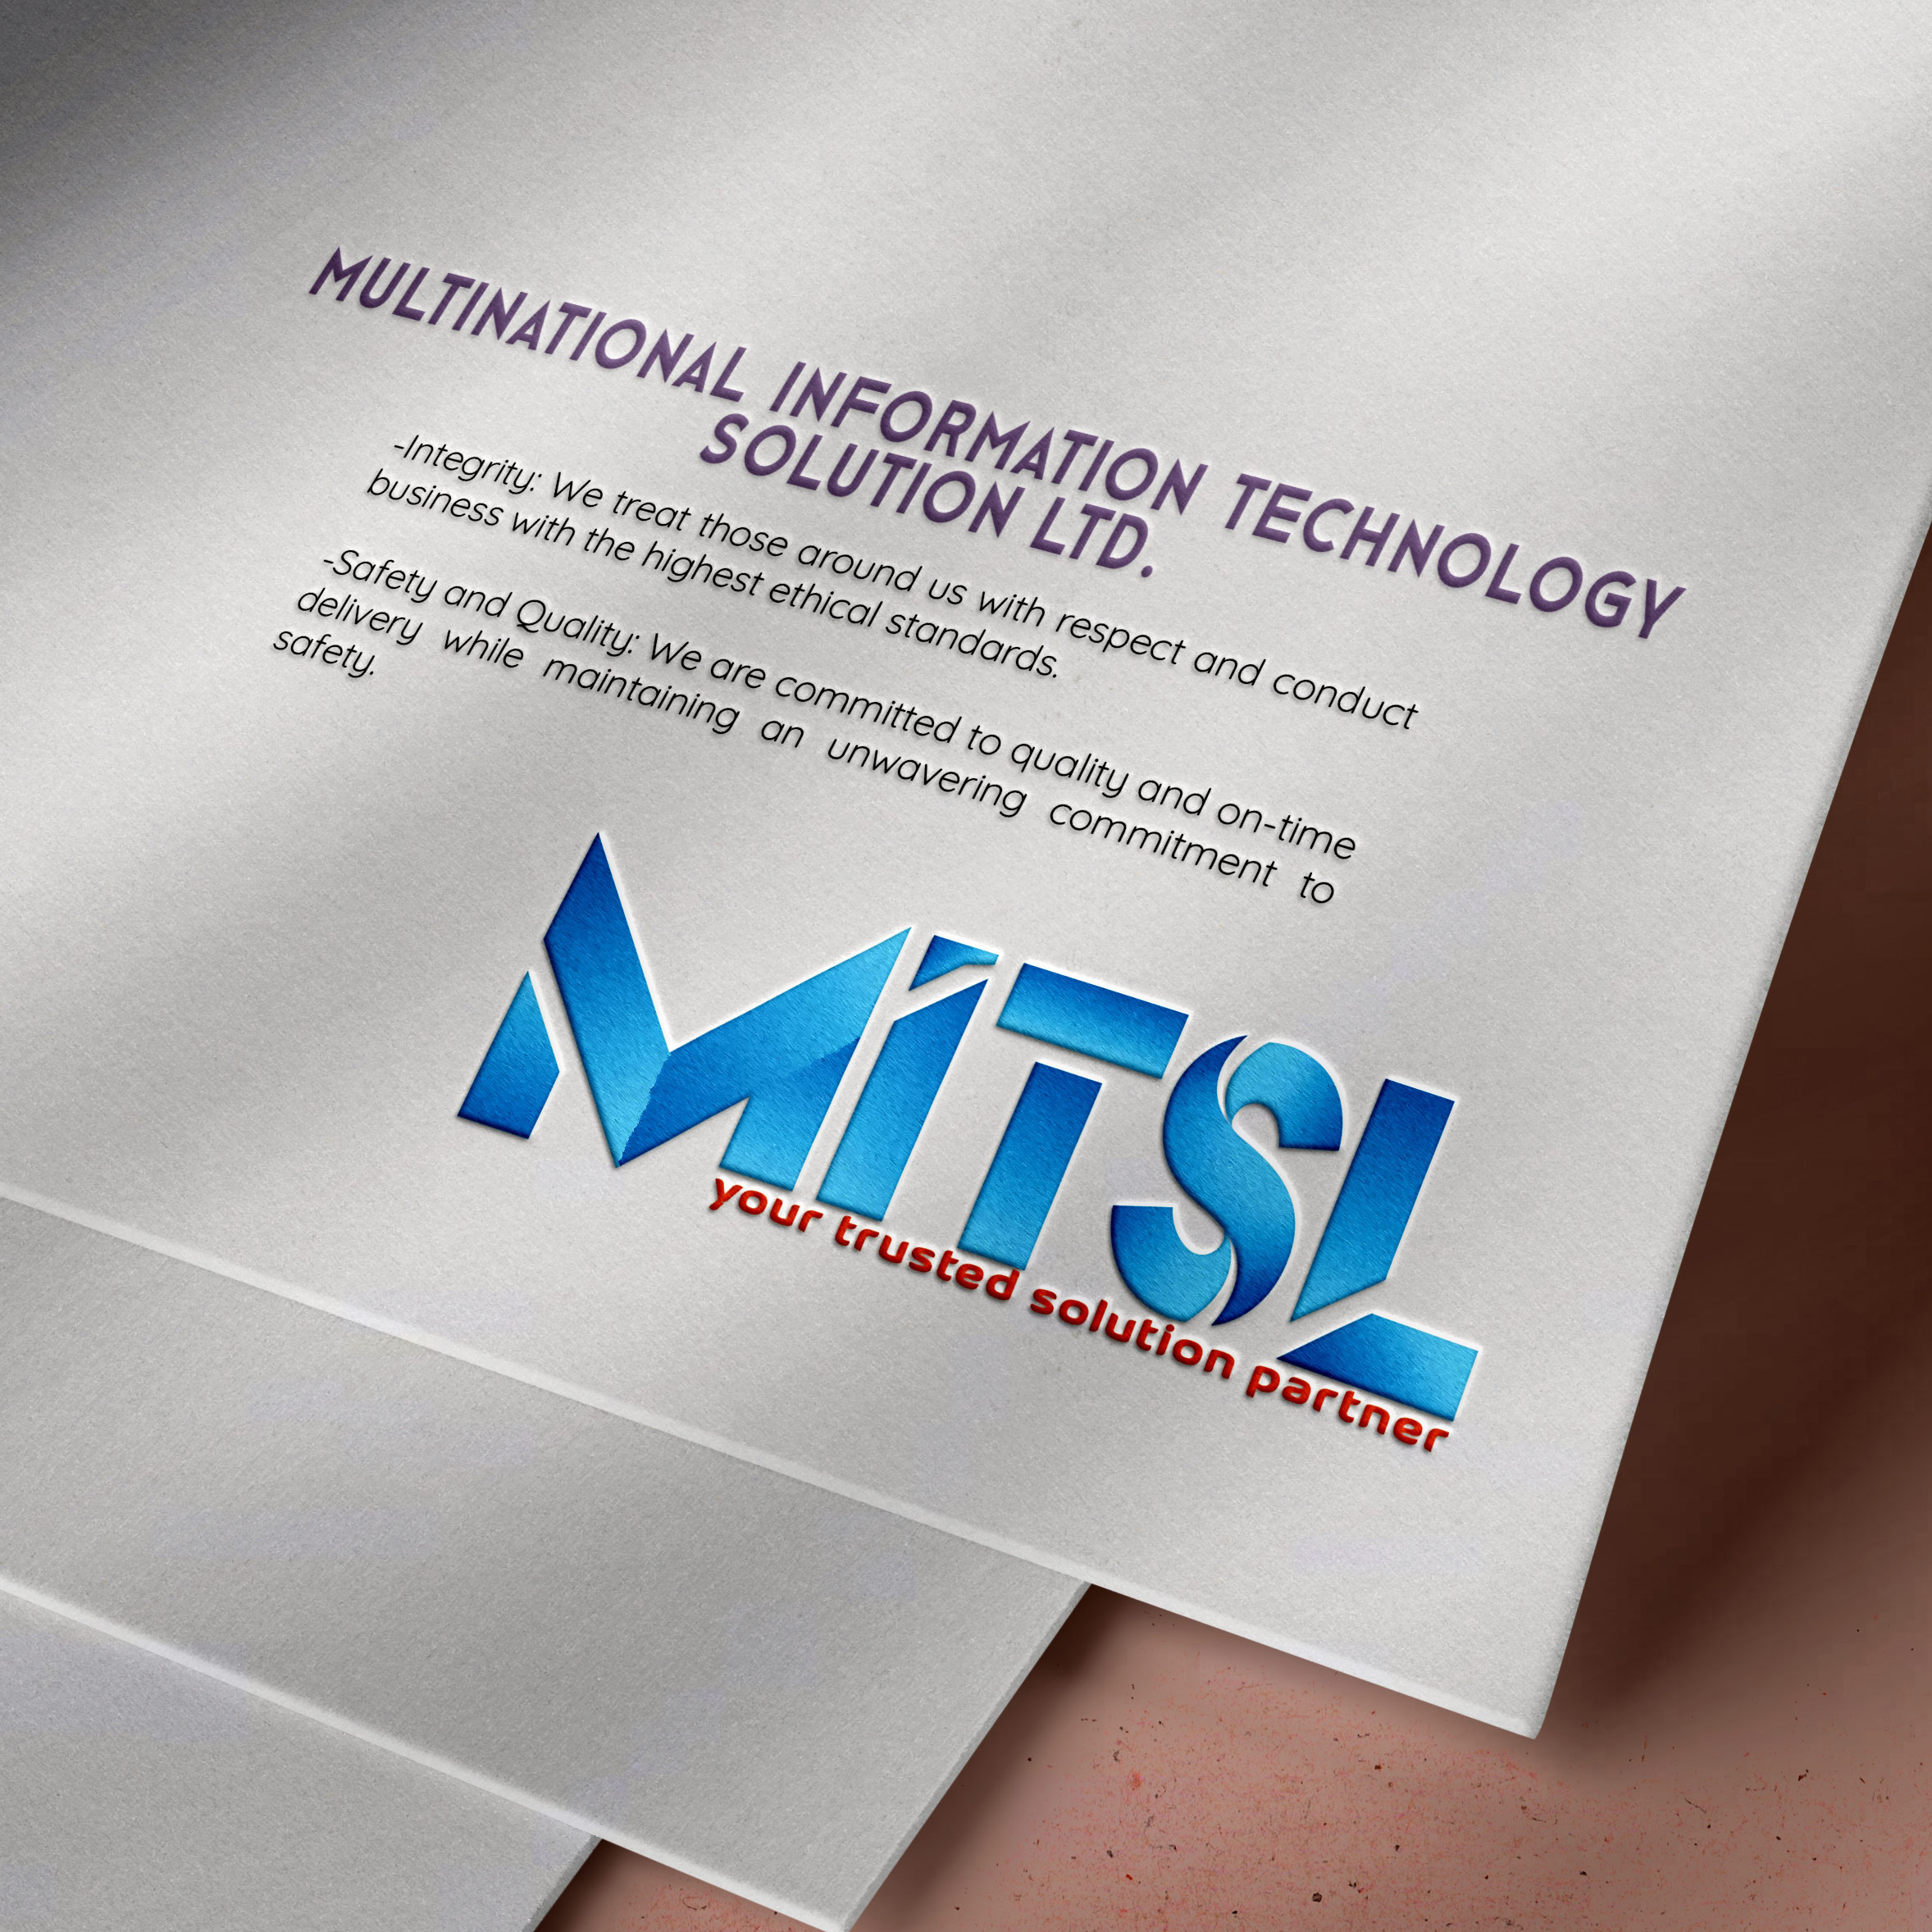 MULTINATIONAL INFORMATION TECHNOLOGY
SOLUTION LTD.
-Integrity: We treat those around us with respect and conduct
business with the highest ethical standards.
-Safety and Quality: We are committed to quality and on-time
delivery while maintaining an unwavering commitment to
safety.
MITSL
your trusted solution partner